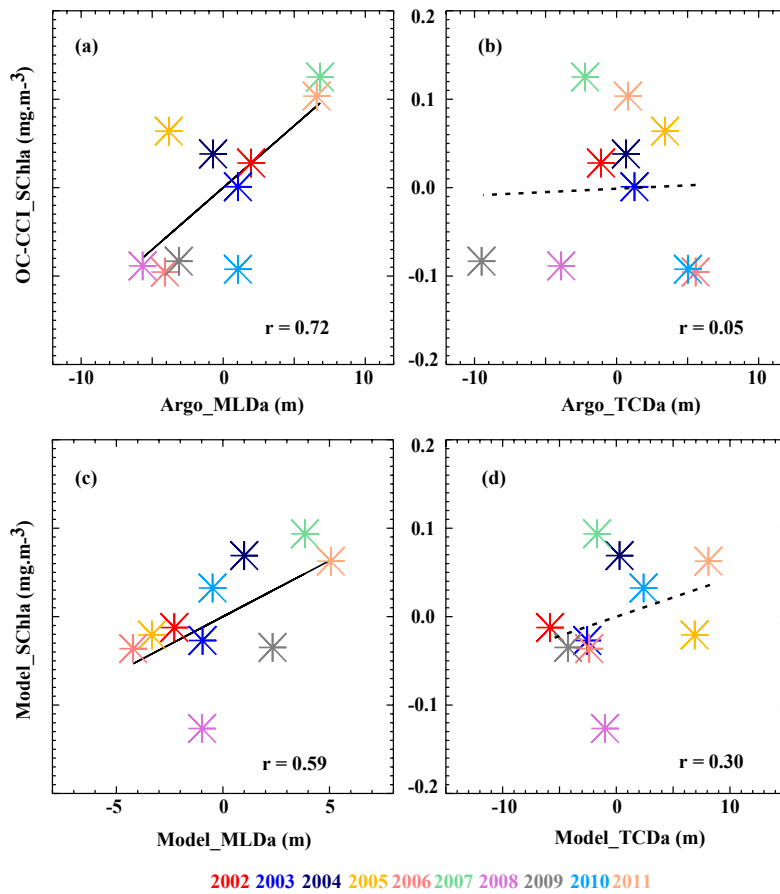 (a)
(b)
OC-CCI_SChla (mg.m-3)
0.2
0.1
0.0
-0.1
-0.2
r = 0.72
r = 0.05
-10 0 10
-10 0 10
Argo_MLDa (m)
Argo_TCDa (m)
(c)
(d)
Model_SChla (mg.m-3)
0.2
0.1
0.0
-0.1
-0.2
r = 0.59
r = 0.30
-5 0 5
-10 0 10
Model_MLDa (m)
Model_TCDa (m)
2002 2003 2004 2005 2006 2007 2008 2009 2010 2011